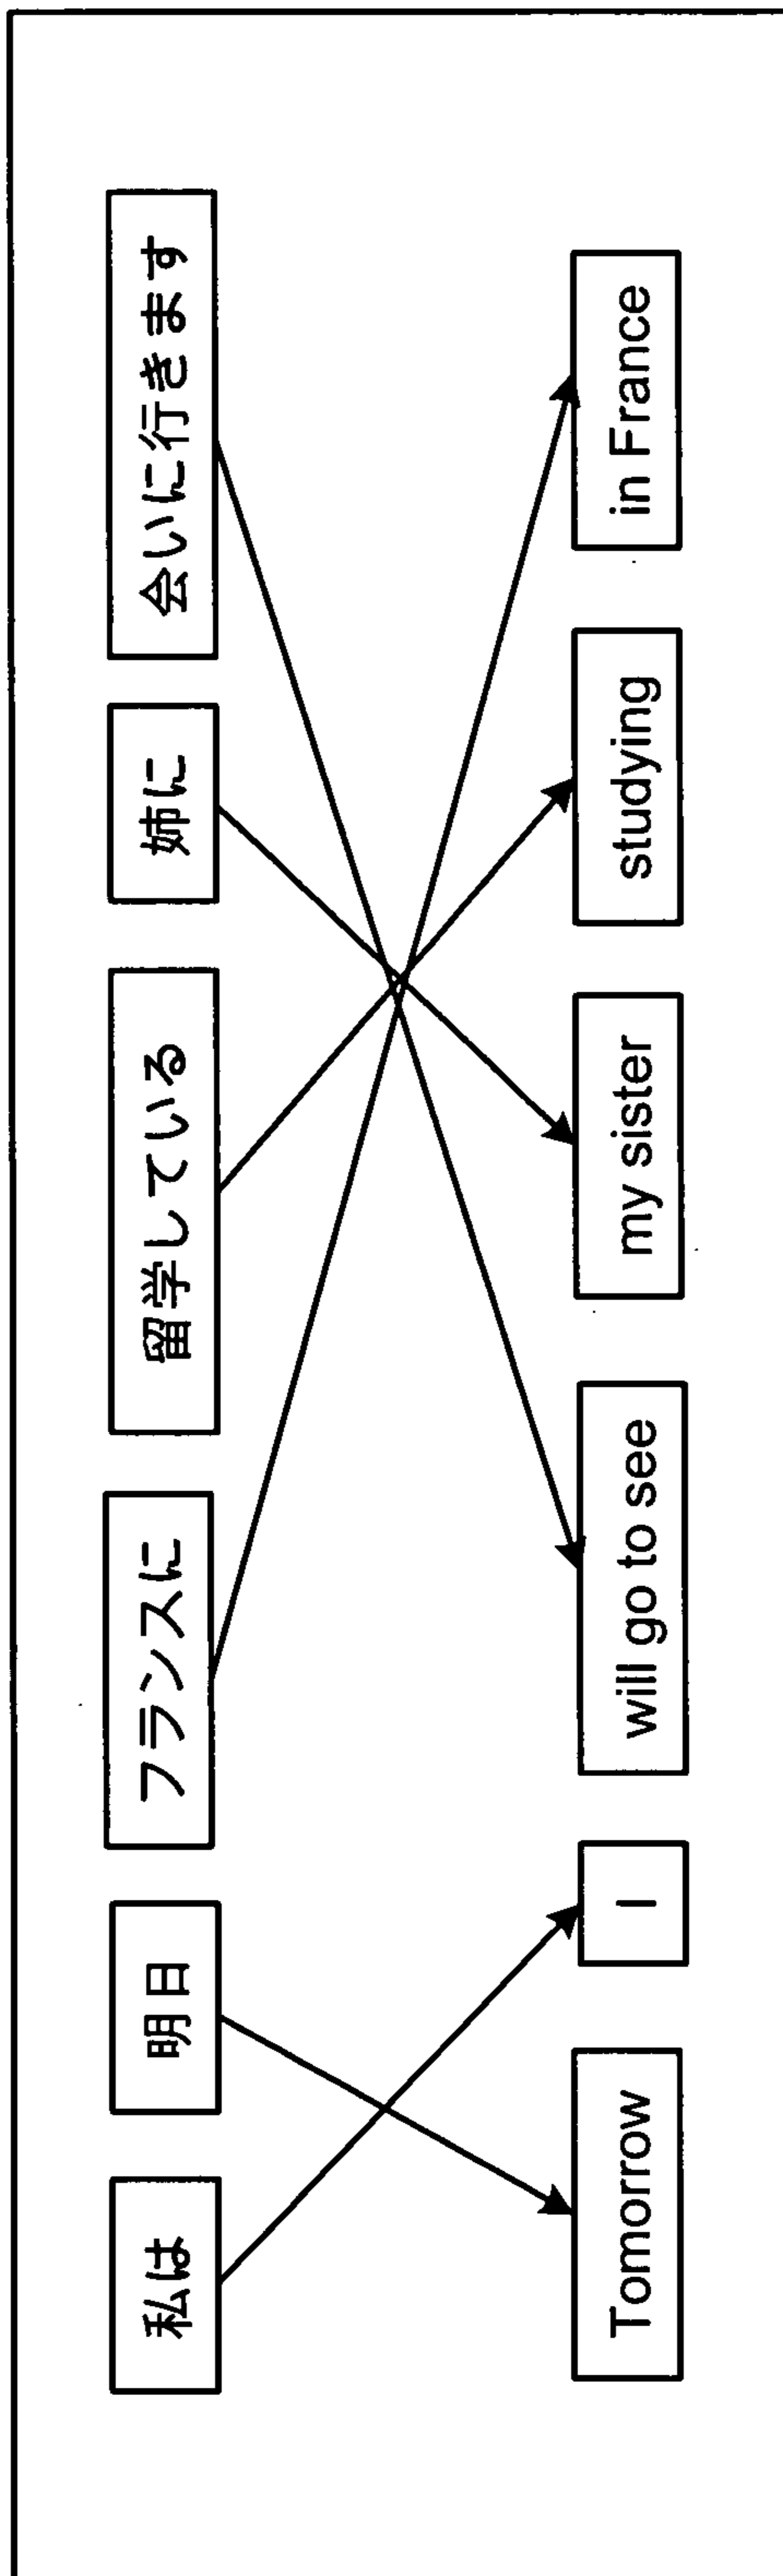 私は 明日 フランスに 留学している 姉に 会いに行きます
Tomorrow I will go to see my sister studying in France